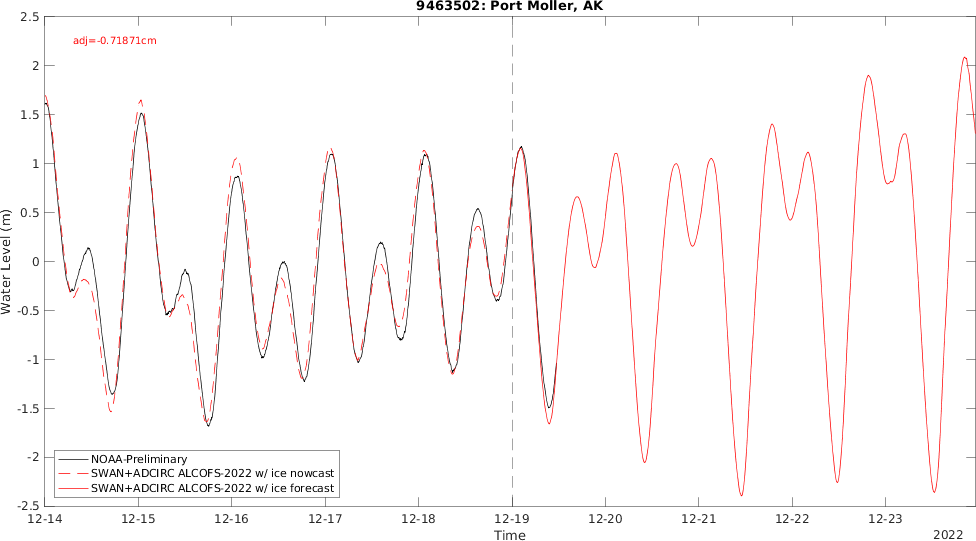 9463502: Port Moller, AK
adj=-0.71871cm
2.5
2
1.5
1
0.5
0
-0.5
-1
-1.5
-2
-2.5
Water Level (m)
NOAA-Preliminary
SWAN+ADCIRC ALCOFS-2022 w/ ice nowcast
SWAN+ADCIRC ALCOFS-2022 w/ ice forecast
12-14 12-15 12-16 12-17 12-18 12-19 12-20 12-21 12-22 12-23
Time
2022